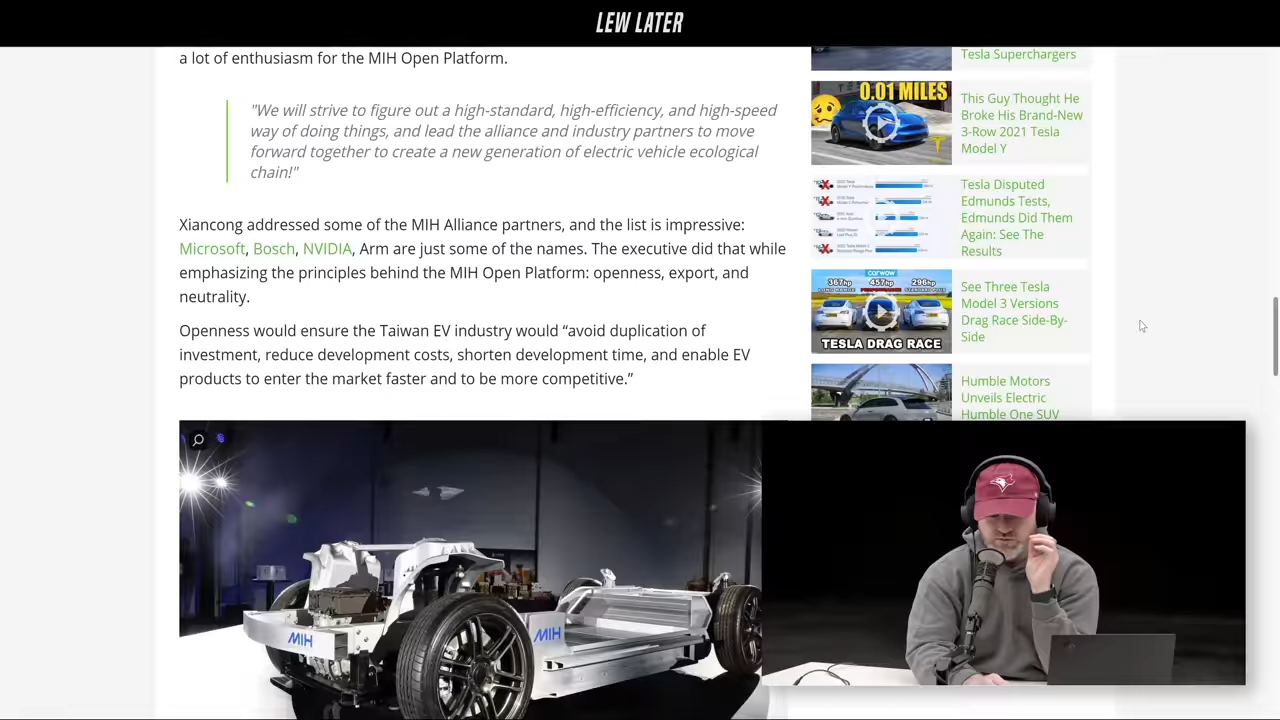 LEW LATER
a lot of enthusiasm for the MIH Open Platform.
"We will strive to figure out a high-standard, high-efficiency, and high-speed
way of doing things, and lead the alliance and industry partners to move
forward together to create a new generation of electric vehicle ecological
chain!"
Xiancong addressed some of the MIH Alliance partners, and the list is impressive:
Microsoft, Bosch, NVIDIA, Arm are just some of the names. The executive did that while
emphasizing the principles behind the MIH Open Platform: openness, export, and
neutrality.
Openness would ensure the Taiwan EV industry would “avoid duplication of
investment, reduce development costs, shorten development time, and enable EV
products to enter the market faster and to be more competitive.”
MIH
MIH
Tesla Superchargers
0.01 MILES
This Guy Thought He
Broke His Brand-New
3-Row 2021 Tesla
Model Y
Tesla Disputed
Edmunds Tests,
Edmunds Did Them
Again: See The
Results
carwow
367hp 457hp 296hp
LONG RANGE PERFORMANCE STANDARD PLUS
TESLA DRAG RACE
See Three Tesla
Model 3 Versions
Drag Race Side-By-
Side
Humble Motors
Unveils Electric
Humble One SUV